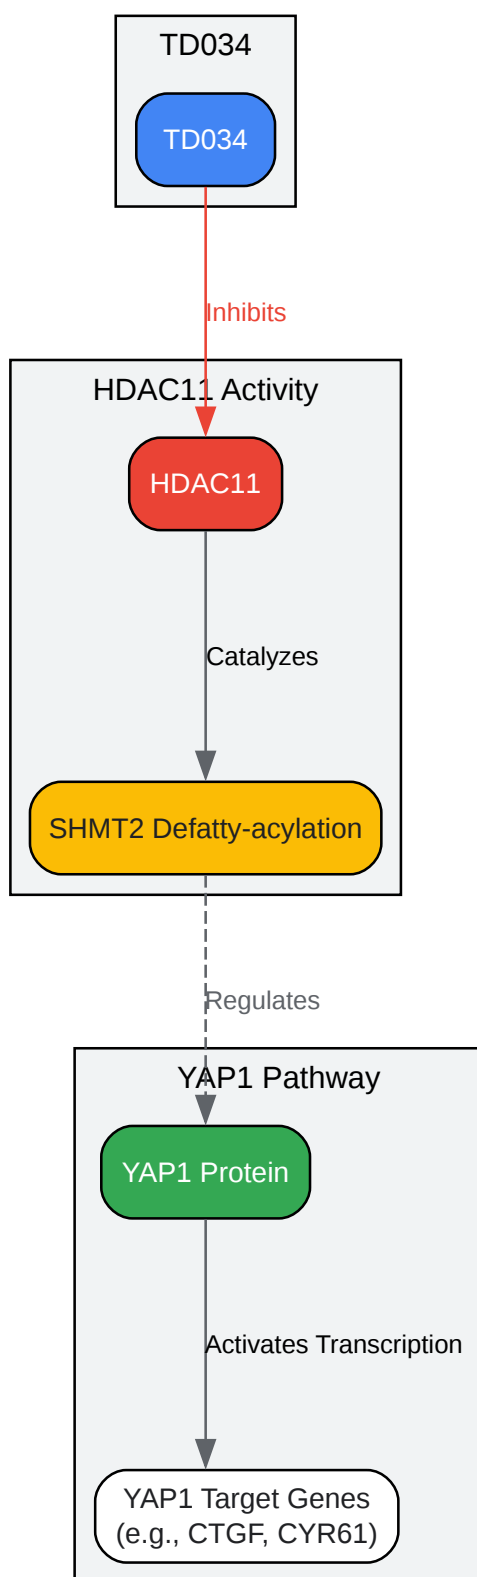 TD034
TD034
Inhibits
HDAC11 Activity
HDAC11
Catalyzes
SHMT2 Defatty-acylation
Regulates
YAP1 Pathway
YAP1 Protein
Activates Transcription
YAP1 Target Genes
(e.g., CTGF, CYR61)